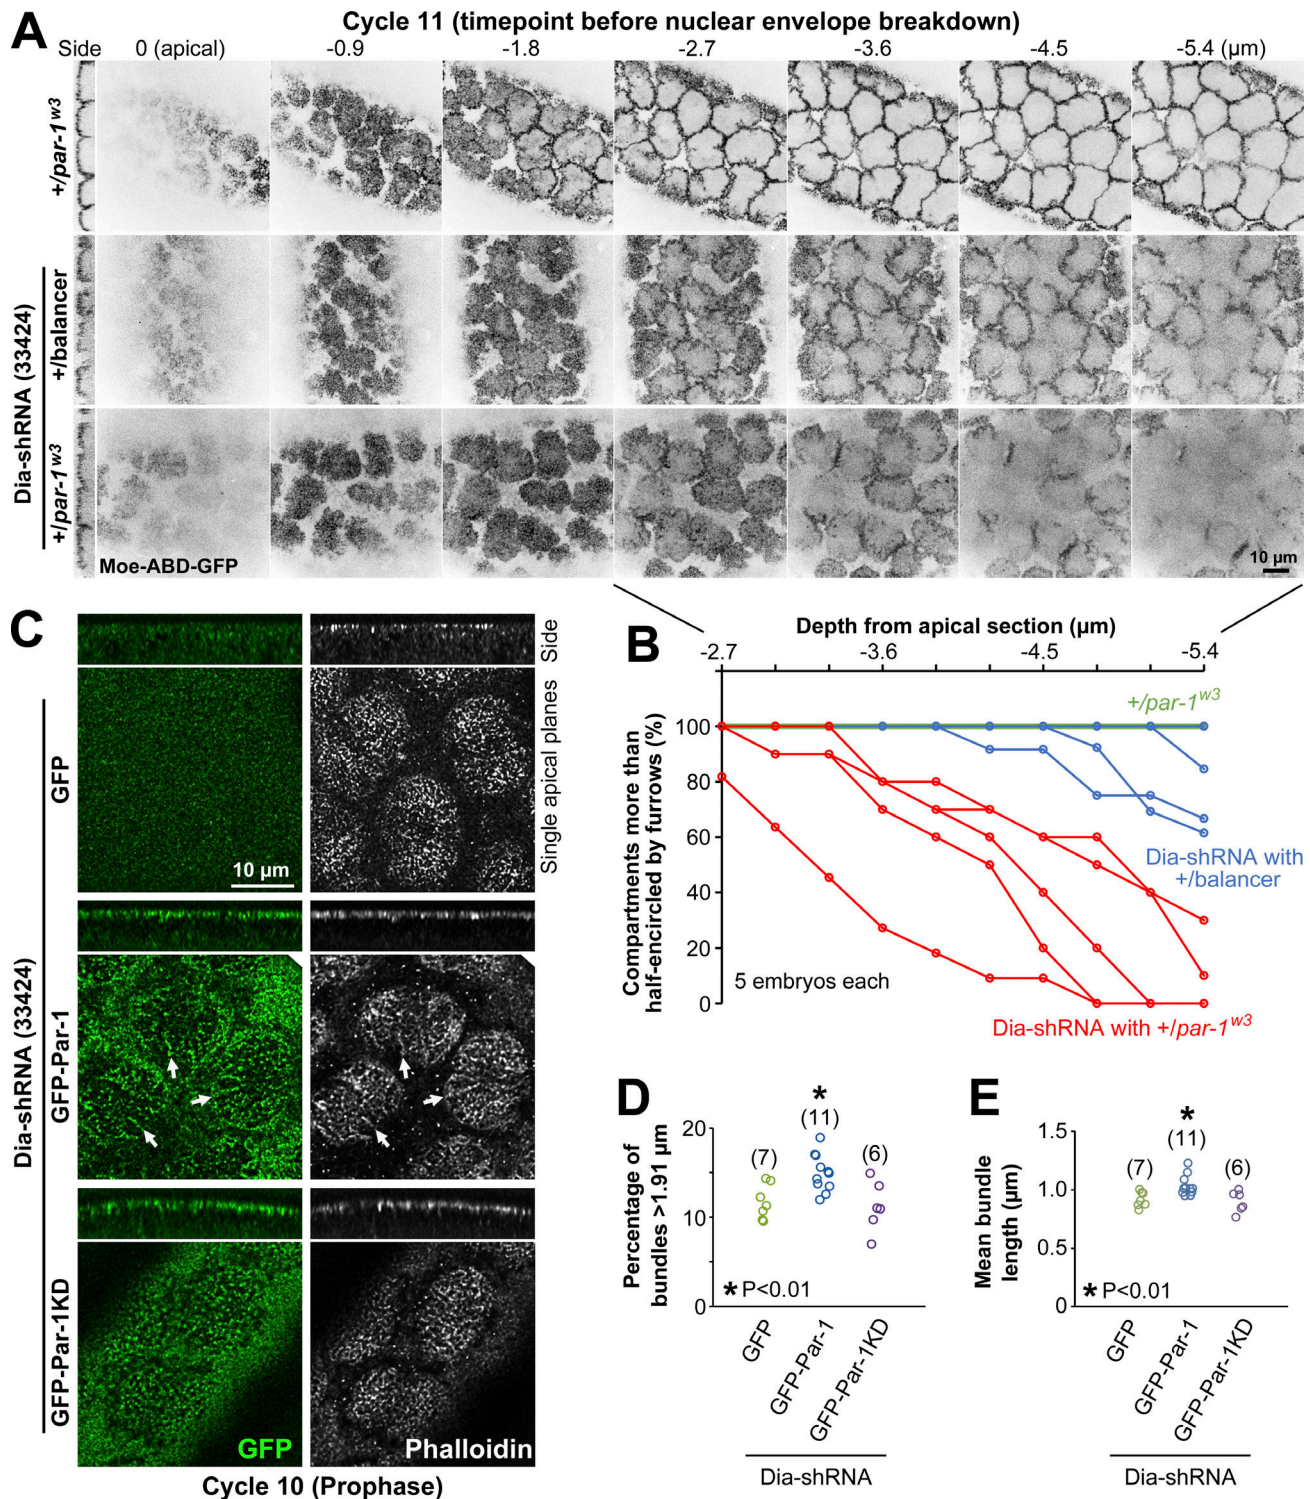 A
Cycle 11 (timepoint before nuclear envelope breakdown)
Side 0 (apical) -0.9 -1.8 -2.7 -3.6 -4.5 -5.4 (µm)
+/par-1w3
Dia-shRNA (33424)
+/balancer
+/par-1w3
Moe-ABD-GFP
10 µm
B
Depth from apical section (µm)
-2.7 -3.6 -4.5 -5.4
Compartments more than
half-encircled by furrows (%)
100
80
60
40
20
0
+/par-1w3
Dia-shRNA with
+/balancer
5 embryos each
Dia-shRNA with +/par-1w3
C
Side
Single apical planes
GFP
10 µm
Dia-shRNA (33424)
GFP-Par-1
GFP-Par-1KD
GFP
Phalloidin
Cycle 10 (Prophase)
D
Percentage of
bundles >1.91 µm
20
15
10
5
0
(7)
*
(11)
(6)
* P<0.01
GFP
GFP-Par-1
GFP-Par-1KD
Dia-shRNA
E
Mean bundle
length (µm)
1.5
1.0
0.5
0
(7)
*
(11)
(6)
* P<0.01
GFP
GFP-Par-1
GFP-Par-1KD
Dia-shRNA